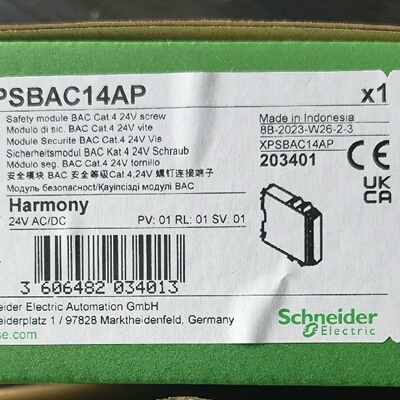 PSBAC14AP x1
Safety module BAC Cat.4 24V screw
Modulo di sic. BAC Cat.4 24V vite
Module Securite BAC Cat.4 24V Vis
Sicherheitsmodul BAC Kat 4 24V Schraub
Módulo seg. BAC Cat.4 24V tornillo
安全模块 BAC 安全等级Cat.4,24V 螺钉连接端子
Модуль безопасност/Қауіпсізді модулі BAC
Made in Indonesia
8B-2023-W26-2-3
XPSBAC14AP
203401
CE
UK
CA
Harmony
24V AC/DC PV: 01 RL: 01 SV: 01
3 606482 034013
ider Electric Automation GmbH
eiderplatz 1 / 97828 Marktheidenfeld, Germany
se.com
Schneider
Electric